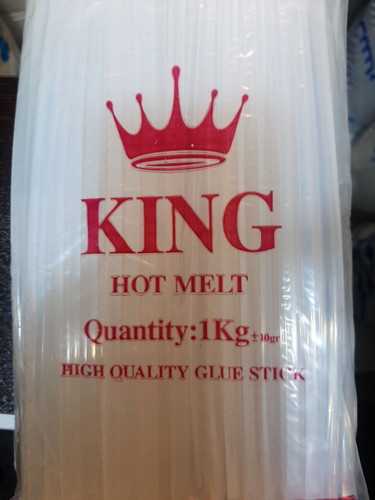 KING
HOT MELT
Quantity:1Kg ±10gr
HIGH QUALITY GLUE STICK